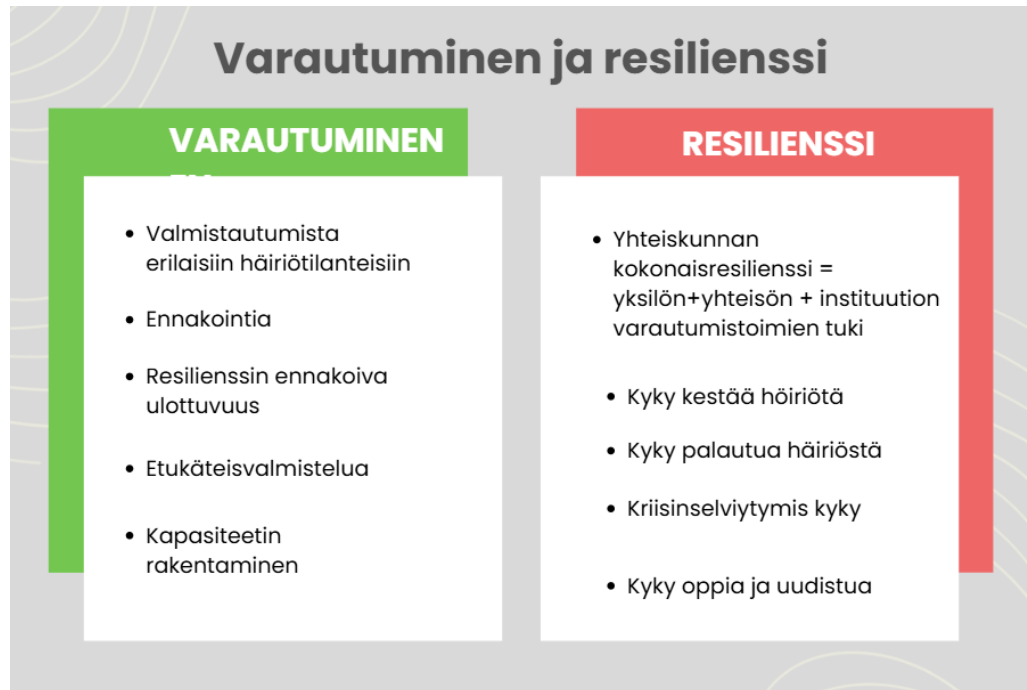 Varautuminen ja resilienssi
VARAUTUMINEN
• Valmistautumista
erilaisiin häiriötilanteisiin
• Ennakointia
• Resilienssin ennakoiva
ulottuvuus
• Etukäteisvalmistelua
• Kapasiteetin
rakentaminen
RESILIENSSI
• Yhteiskunnan
kokonaisresilienssi =
yksilön+yhteisön + instituution
varautumistoimien tuki
• Kyky kestää höiriötä
• Kyky palautua häiriöstä
• Kriisinselviytymis kyky
• Kyky oppia ja uudistua